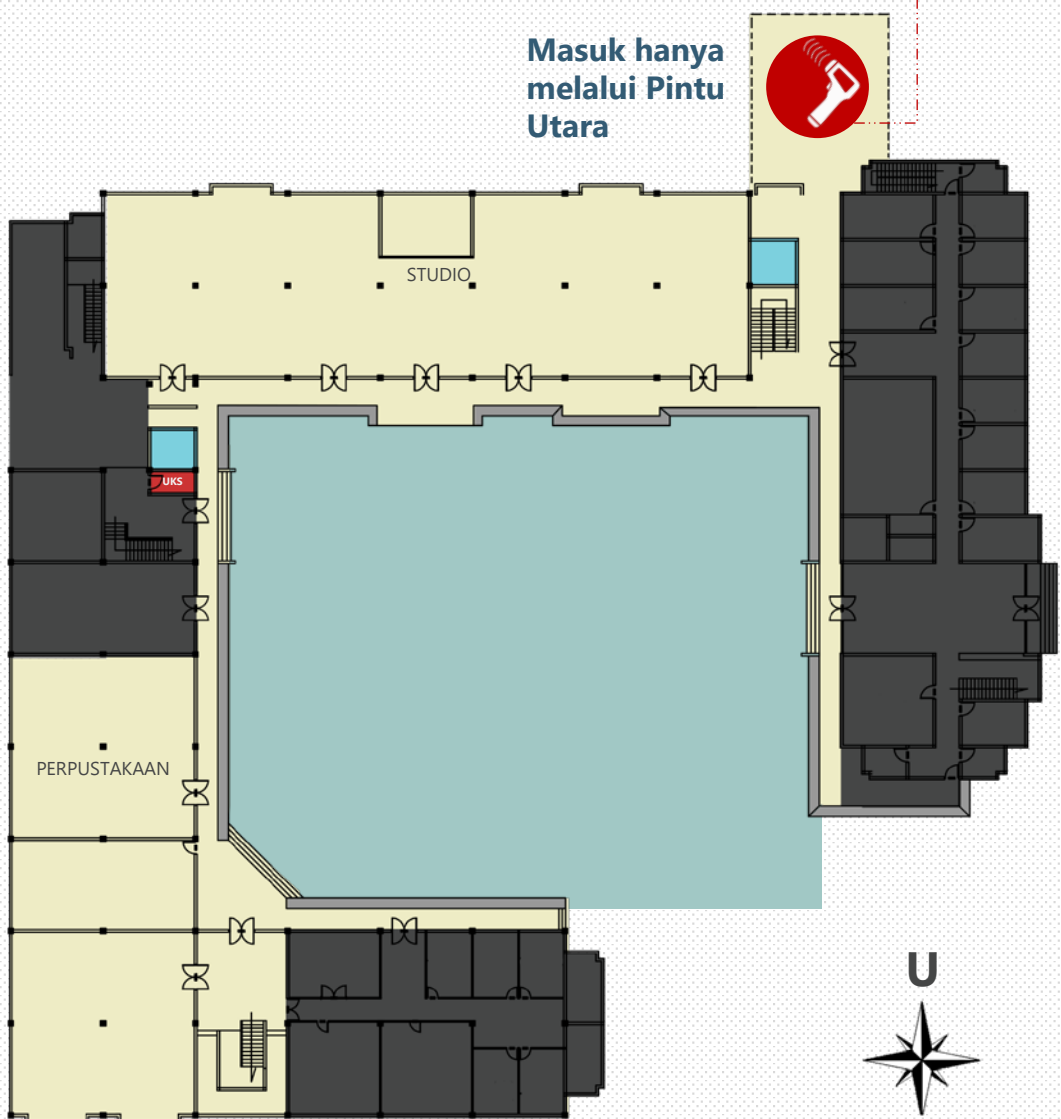 Masuk hanya
melalui Pintu
Utara
STUDIO
UKS
PERPUSTAKAAN
U